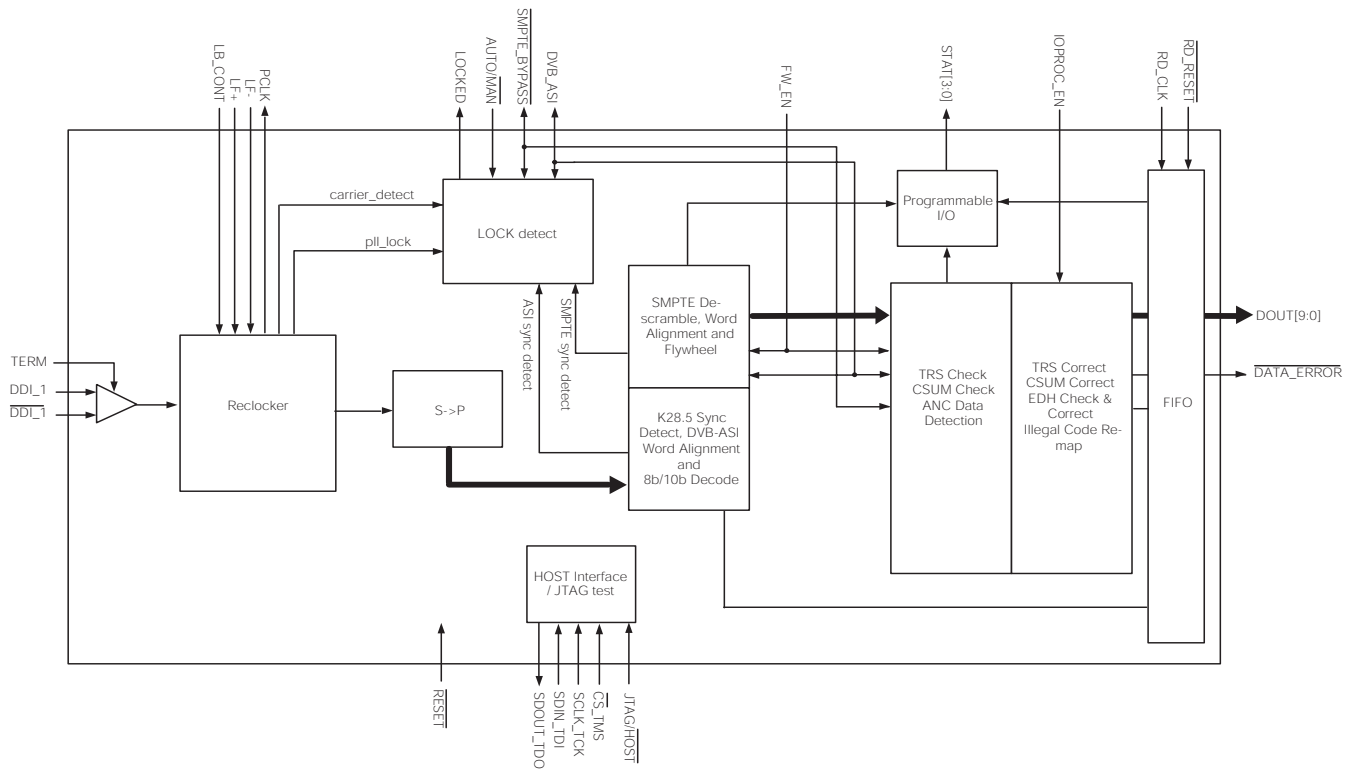 LB_CONT
LF+
LF-
PCLK
LOCKED
AUTO/MAN
SMPTE_BYPASS
DVB_ASI
FW_EN
STAT[3:0]
IOPROC_EN
RD_CLK
RD_RESET
carrier_detect
pll_lock
LOCK detect
Programmable
I/O
ASI sync detect
SMPTE sync detect
SMPTE De-
scramble, Word
Alignment and
Flywheel
K28.5 Sync
Detect, DVB-ASI
Word Alignment
and
8b/10b Decode
TRS Check
CSUM Check
ANC Data
Detection
TRS Correct
CSUM Correct
EDH Check &
Correct
Illegal Code Re-
map
FIFO
DOUT[9:0]
DATA_ERROR
TERM
DDI_1
DDI_1
Reclocker
S->P
HOST Interface
/ JTAG test
RESET
SDOUT_TDO
SDIN_TDI
SCLK_TCK
CS_TMS
JTAG/HOST